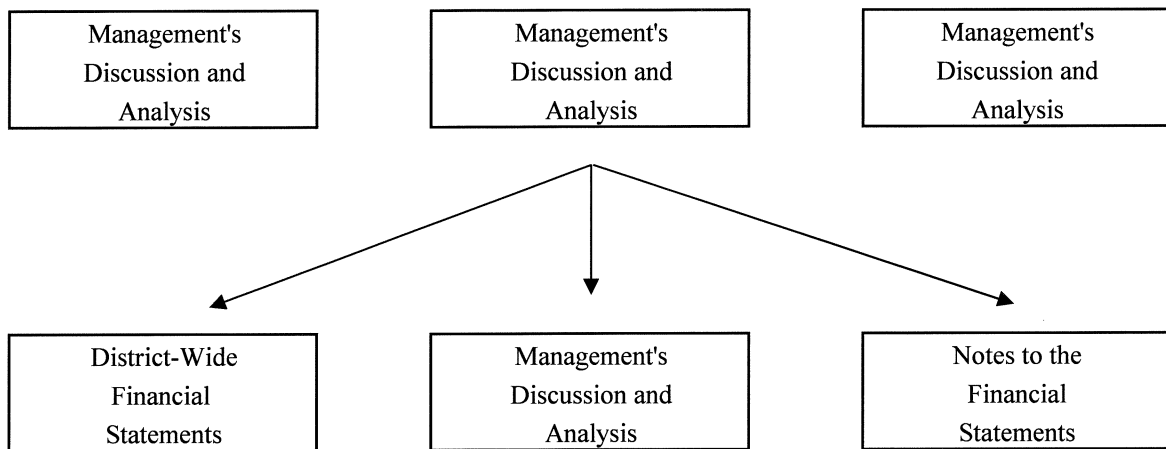 Management's
Discussion and
Analysis
Management's
Discussion and
Analysis
Management's
Discussion and
Analysis
District-Wide
Financial
Statements
Management's
Discussion and
Analysis
Notes to the
Financial
Statements